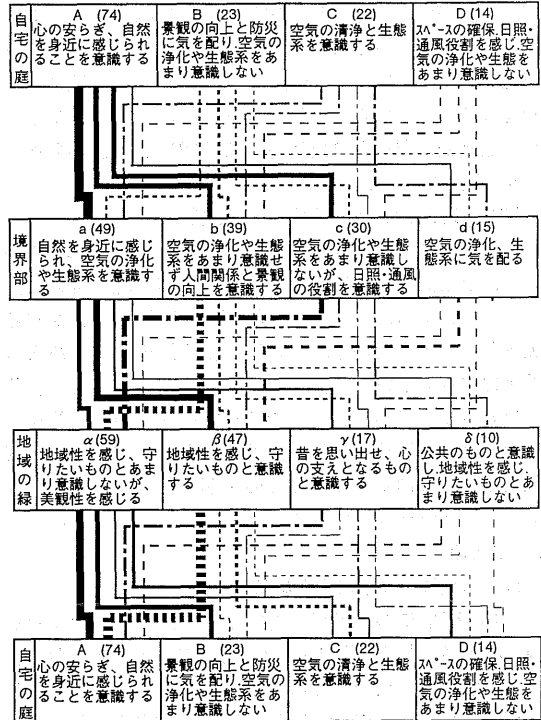 自宅の庭
A (74)
心の安らぎ、自然
を身近に感じられ
ることを意識する
B (23)
景観の向上と防災
に気を配り.空気の
浄化や生態系をあ
まり意識しない
C (22)
空気の清浄と生態
系を意識する
D (14)
スペースの確保.日照・
通風役割を感じ.空
気の浄化や生態を
あまり意識しない
境界部
a (49)
自然を身近に感じ
られ、空気の浄化
や生態系を意識す
る
b (39)
空気の浄化や生態
系をあまり意識せ
ず人間関係と景観
の向上を意識する
c (30)
空気の浄化や生態
系をあまり意識し
ないが、日照・通風
の役割を意識する
d (15)
空気の浄化、生
態系に気を配る
地域の緑
α (59)
地域性を感じ、守
りたいものとあま
り意識しないが、
美観性を感じる
β (47)
地域性を感じ、守
りたいものと意識
する
γ (17)
昔を思い出せ、心
の支えとなるもの
と意識する
δ (10)
公共のものと意識
し.地域性を感じ.
守りたいものとあ
まり意識しない
自宅の庭
A (74)
心の安らぎ、自然
を身近に感じられ
ることを意識する
B (23)
景観の向上と防災
に気を配り.空気の
浄化や生態系をあ
まり意識しない
C (22)
空気の清浄と生態
系を意識する
D (14)
スペースの確保.日照・
通風役割を感じ.空
気の浄化や生態を
あまり意識しない